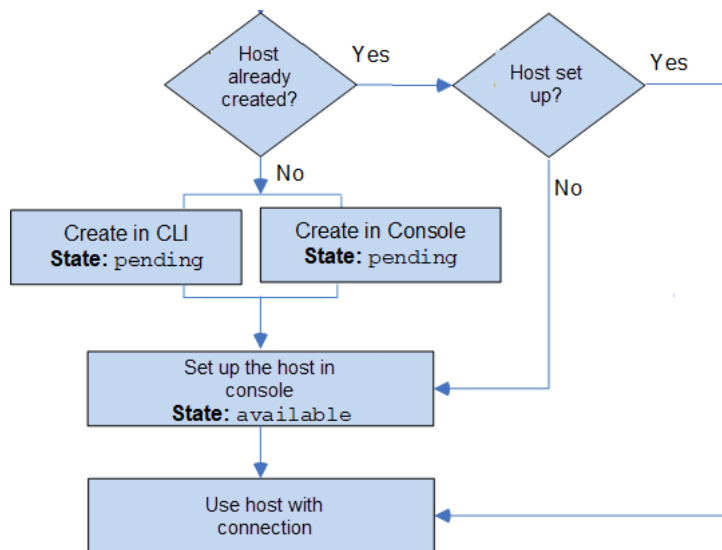 Host
already
created?
Yes
Host set
up?
Yes
No
No
Create in CLI
State: pending
Create in Console
State: pending
Set up the host in
console
State: available
Use host with
connection